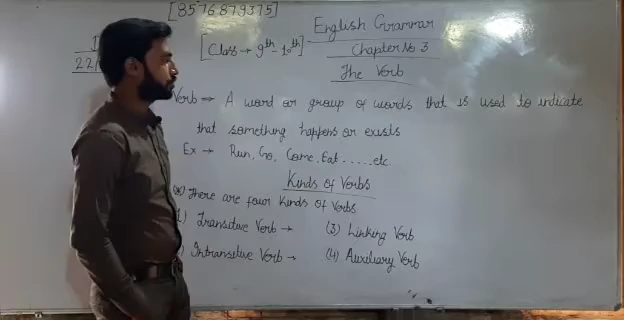 [8576879375]
English Grammar
[Class → 9th - 10th]
Chapter No 3
The Verb
22
Verb ⇒ A word or group of words that is used to indicate
that something happens or exists
Ex → Run, Go, Come, Eat.....etc
Kinds of Verbs
There are four Kinds of Verbs
1) Transitive Verb →
(3) Linking Verb
) Intransitive Verb →
(4) Auxiliary Verb